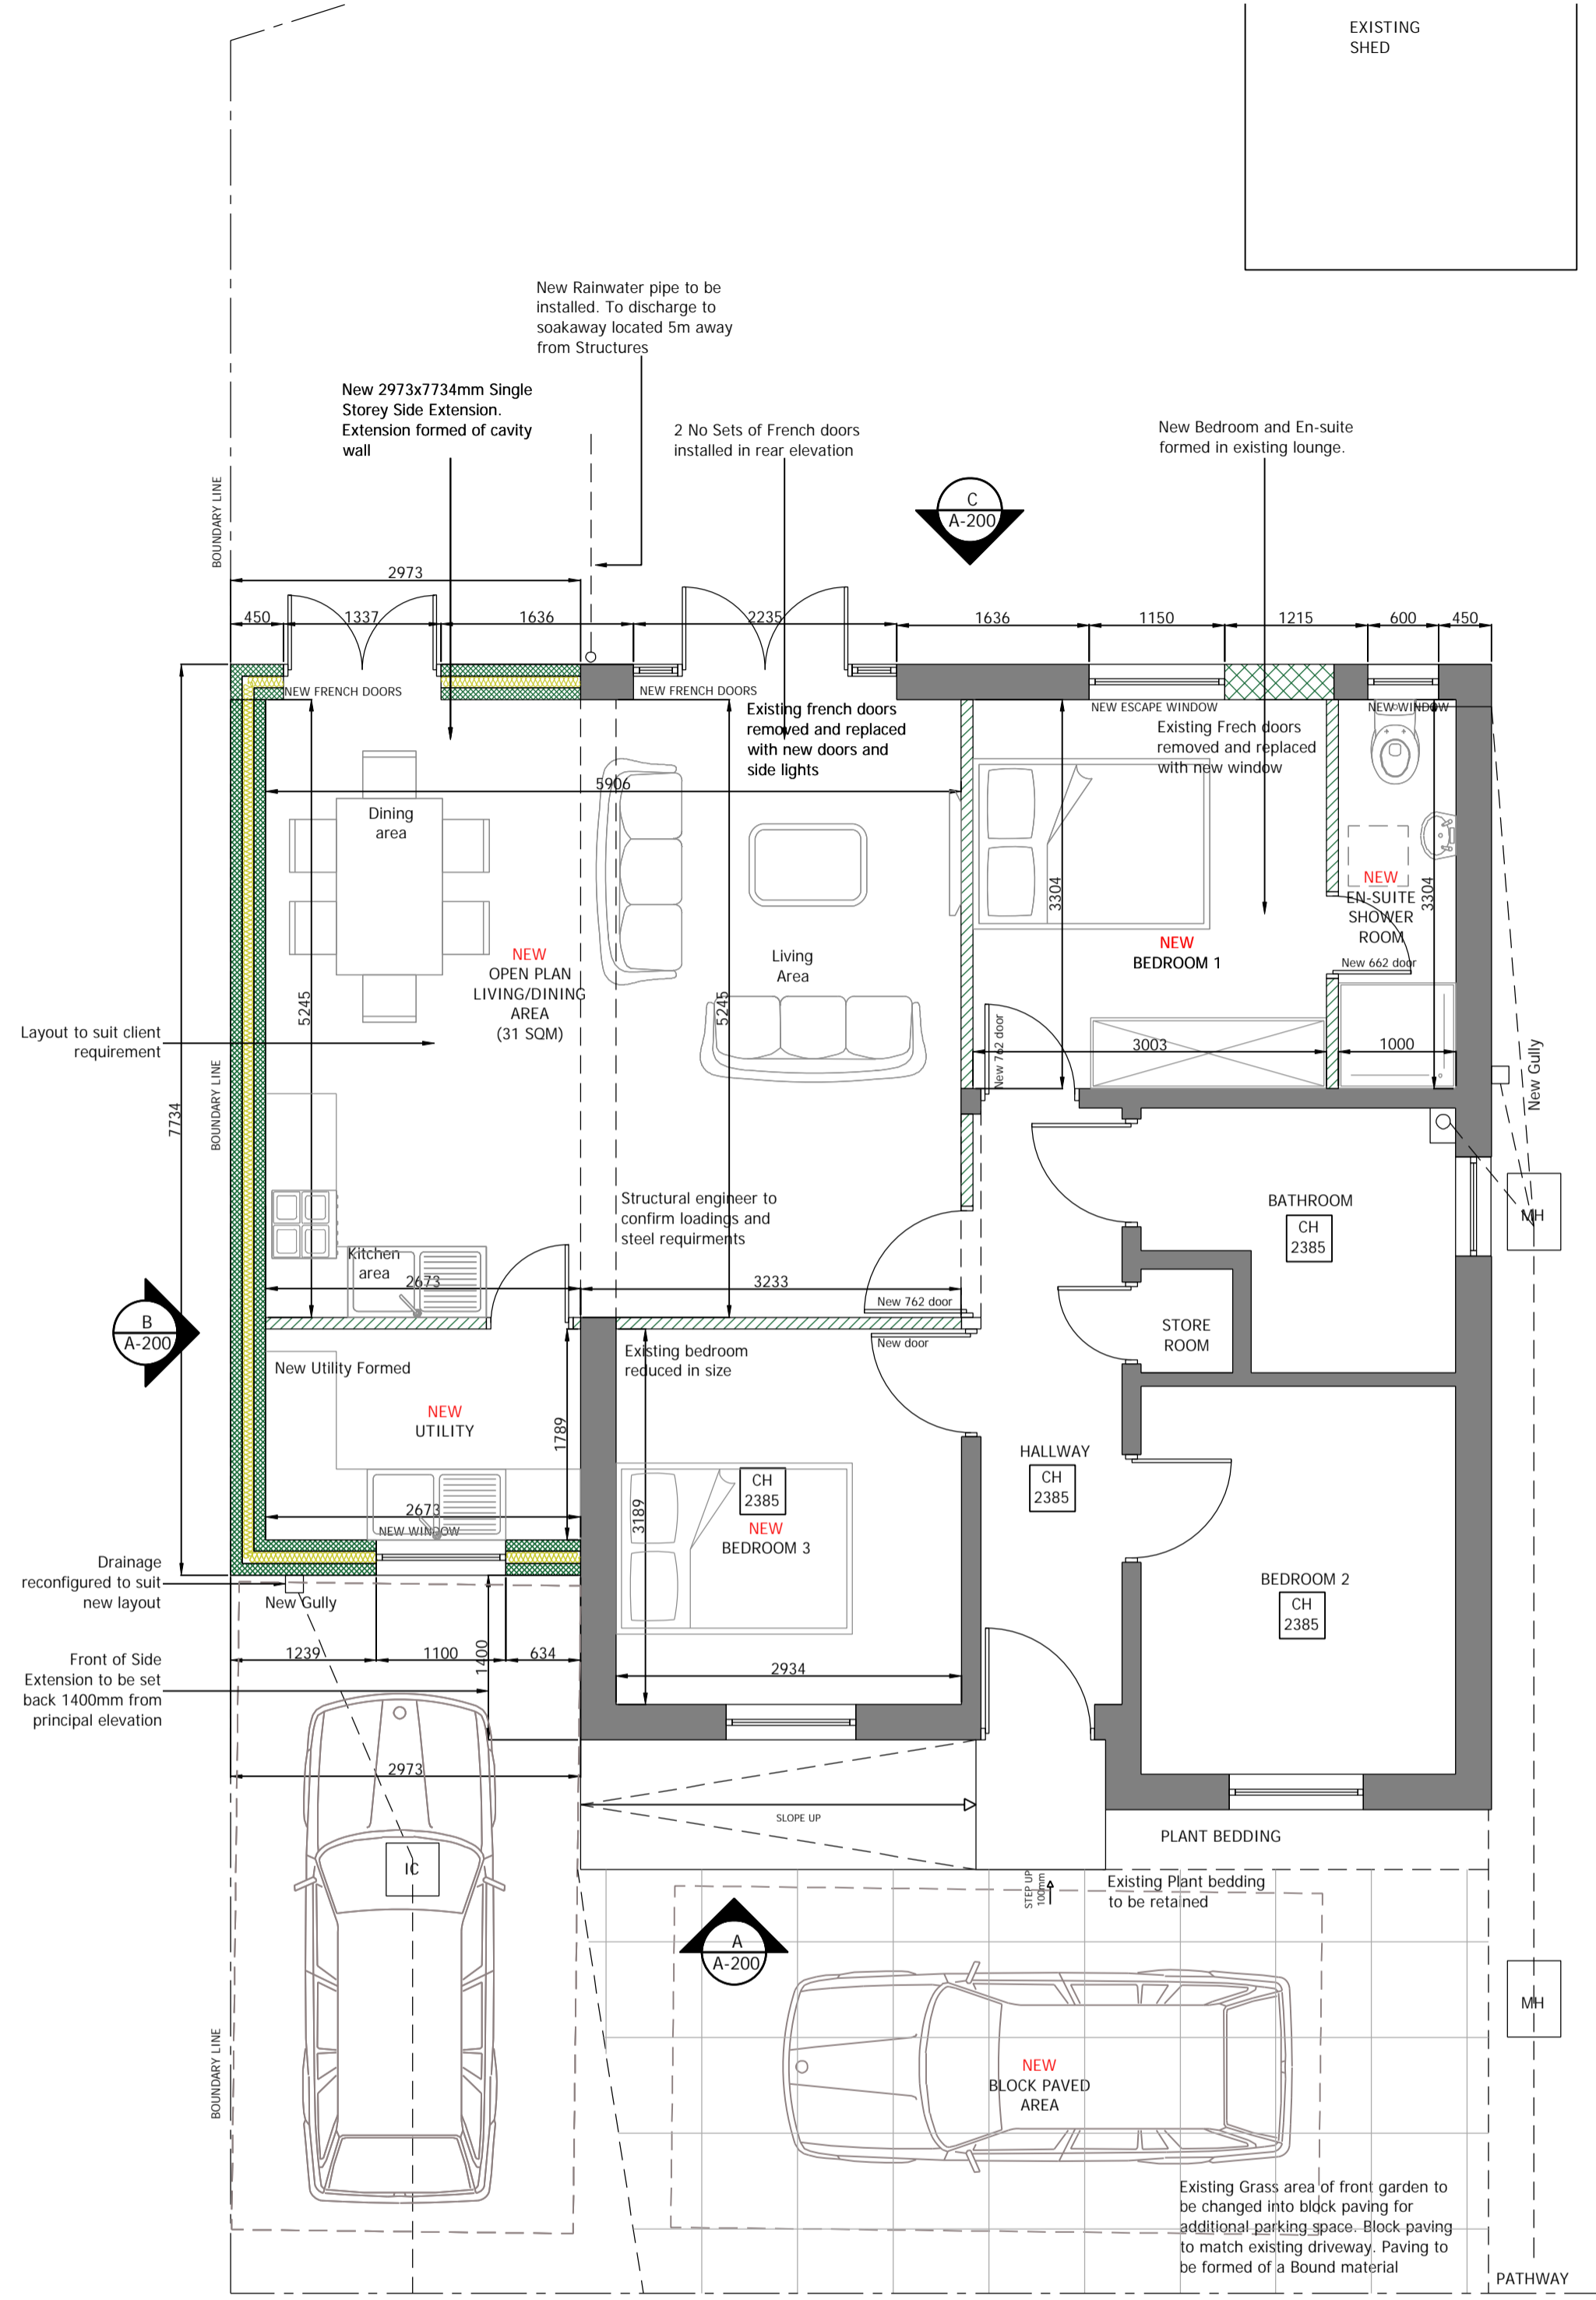 EXISTING
SHED
New Rainwater pipe to be
installed. To discharge to
soakaway located 5m away
from Structures
New 2973x7734mm Single
Storey Side Extension.
Extension formed of cavity
wall
2 No Sets of French doors
installed in rear elevation
New Bedroom and En-suite
formed in existing lounge.
BOUNDARY LINE
C
A-200
2973
450
1337
1636
2235
1636
1150
1215
600
450
NEW FRENCH DOORS
NEW FRENCH DOORS
NEW ESCAPE WINDOW
NEW WINDOW
Existing french doors
removed and replaced
with new doors and
side lights
Existing Frech doors
removed and replaced
with new window
5906
Dining
area
3304
3304
NEW
EN-SUITE
SHOWER
ROOM
New 662 door
NEW
OPEN PLAN
LIVING/DINING
AREA
(31 SQM)
Living
Area
NEW
BEDROOM 1
5245
5245
Layout to suit client
requirement
New 762 door
3003
1000
New Gully
BOUNDARY LINE
7734
Structural engineer to
confirm loadings and
steel requirments
BATHROOM
CH
2385
MH
Kitchen
area
2673
3233
New 762 door
B
A-200
New door
STORE
ROOM
New Utility Formed
Existing bedroom
reduced in size
NEW
UTILITY
1789
HALLWAY
CH
2385
CH
2385
NEW
BEDROOM 3
3189
2673
NEW WINDOW
Drainage
reconfigured to suit
new layout
New Gully
BEDROOM 2
CH
2385
1239
1100
634
1400
Front of Side
Extension to be set
back 1400mm from
principal elevation
2934
2973
SLOPE UP
PLANT BEDDING
IC
STEP UP
100mm
Existing Plant bedding
to be retained
A
A-200
MH
BOUNDARY LINE
NEW
BLOCK PAVED
AREA
Existing Grass area of front garden to
be changed into block paving for
additional parking space. Block paving
to match existing driveway. Paving to
be formed of a Bound material
PATHWAY